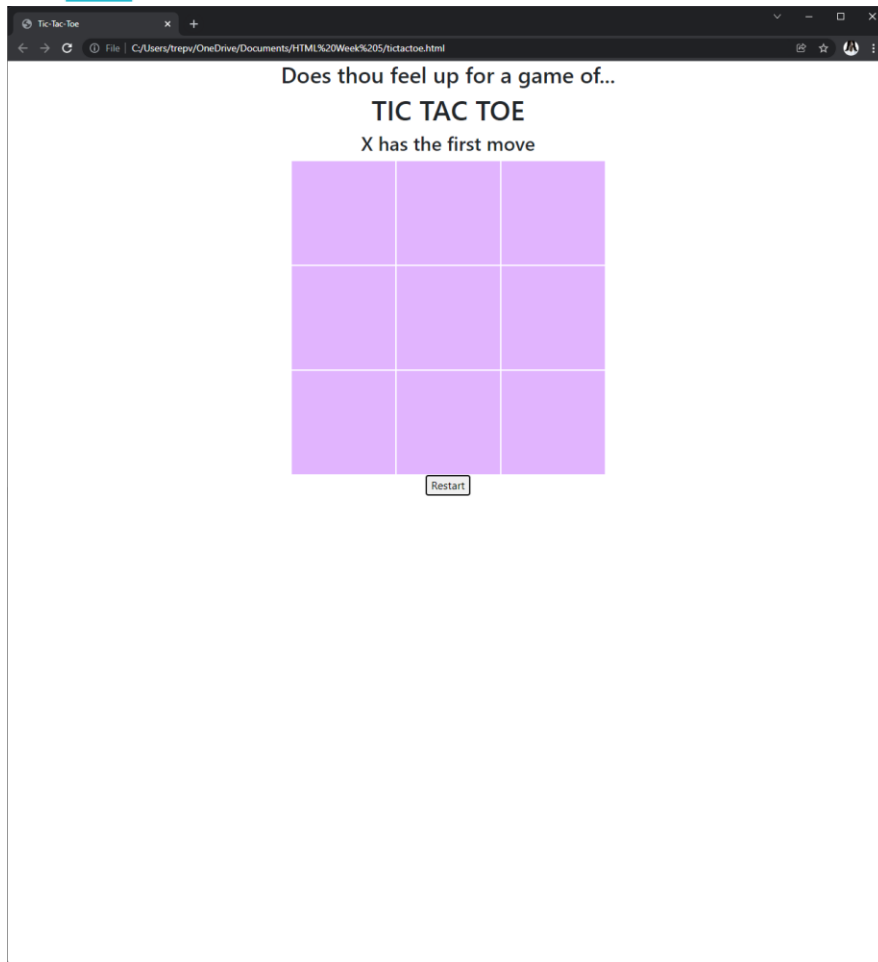 Tic-Tac-Toe
File | C:/Users/trepv/OneDrive/Documents/HTML%20Week%205/tictactoe.html
Does thou feel up for a game of...
TIC TAC TOE
X has the first move
Restart